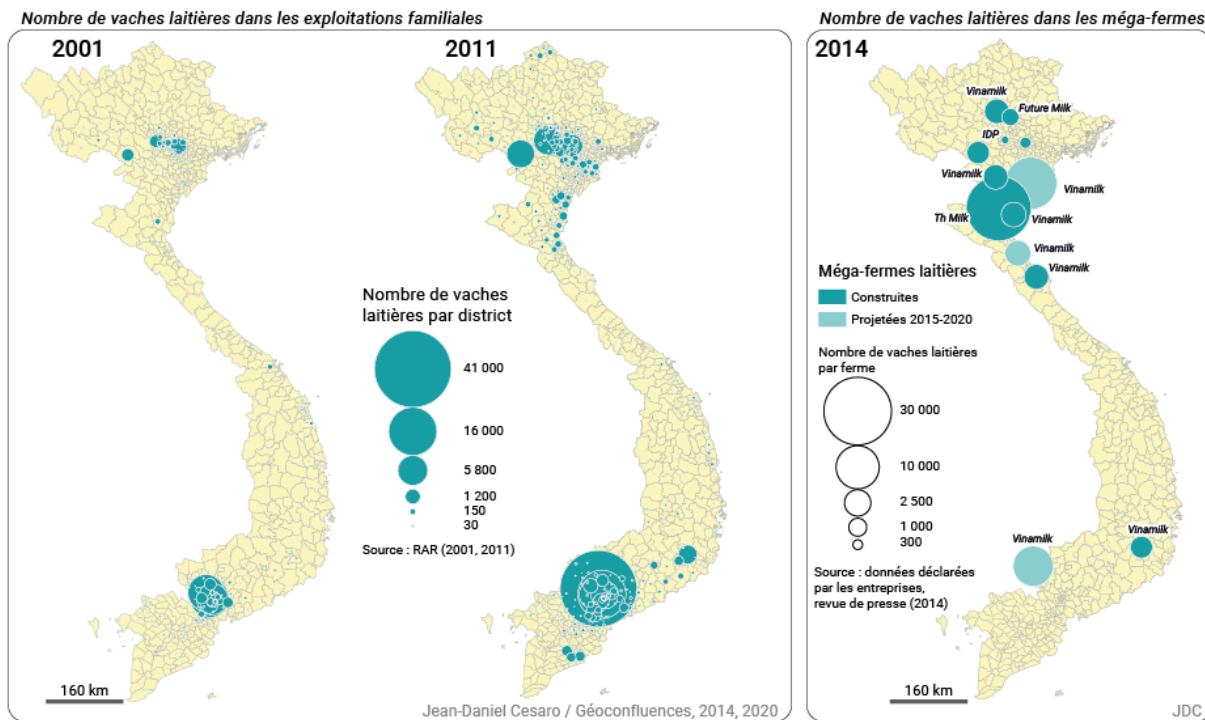 Nombre de vaches laitières dans les exploitations familiales
2001
2011
Nombre de vaches
laitières par district
41 000
16 000
5 800
1 200
150
30
Source : RAR (2001, 2011)
160 km
Jean-Daniel Cesaro / Géoconfluences, 2014, 2020
Nombre de vaches laitières dans les méga-fermes
2014
Vinamilk
Future Milk
IDP
Vinamilk
Vinamilk
Th Milk
Vinamilk
Vinamilk
Vinamilk
Méga-fermes laitières
Construites
Projetées 2015-2020
Nombre de vaches laitières
par ferme
30 000
10 000
2 500
1 000
300
Vinamilk
Vinamilk
Source : données déclarées
par les entreprises,
revue de presse (2014)
160 km
JDC